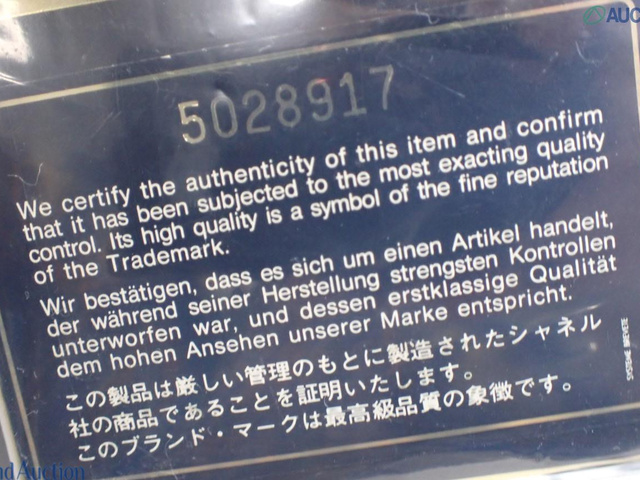 AUC
5028917
We certify the authenticity of this item and confirm
that it has been subjected to the most exacting quality
control. Its high quality is a symbol of the fine reputation
of the Trademark.
Wir bestätigen, dass es sich um einen Artikel handelt,
der während seiner Herstellung strengsten Kontrollen
unterworfen war, und dessen erstklassige Qualität
dem hohen Ansehen unserer Marke entspricht.
この製品は厳しい管理のもとに製造されたシャネル
社の商品であることを証明いたします。
このブランド・マークは最高級品質の象徴です。
SYSTEME BREVETE
nd Auction